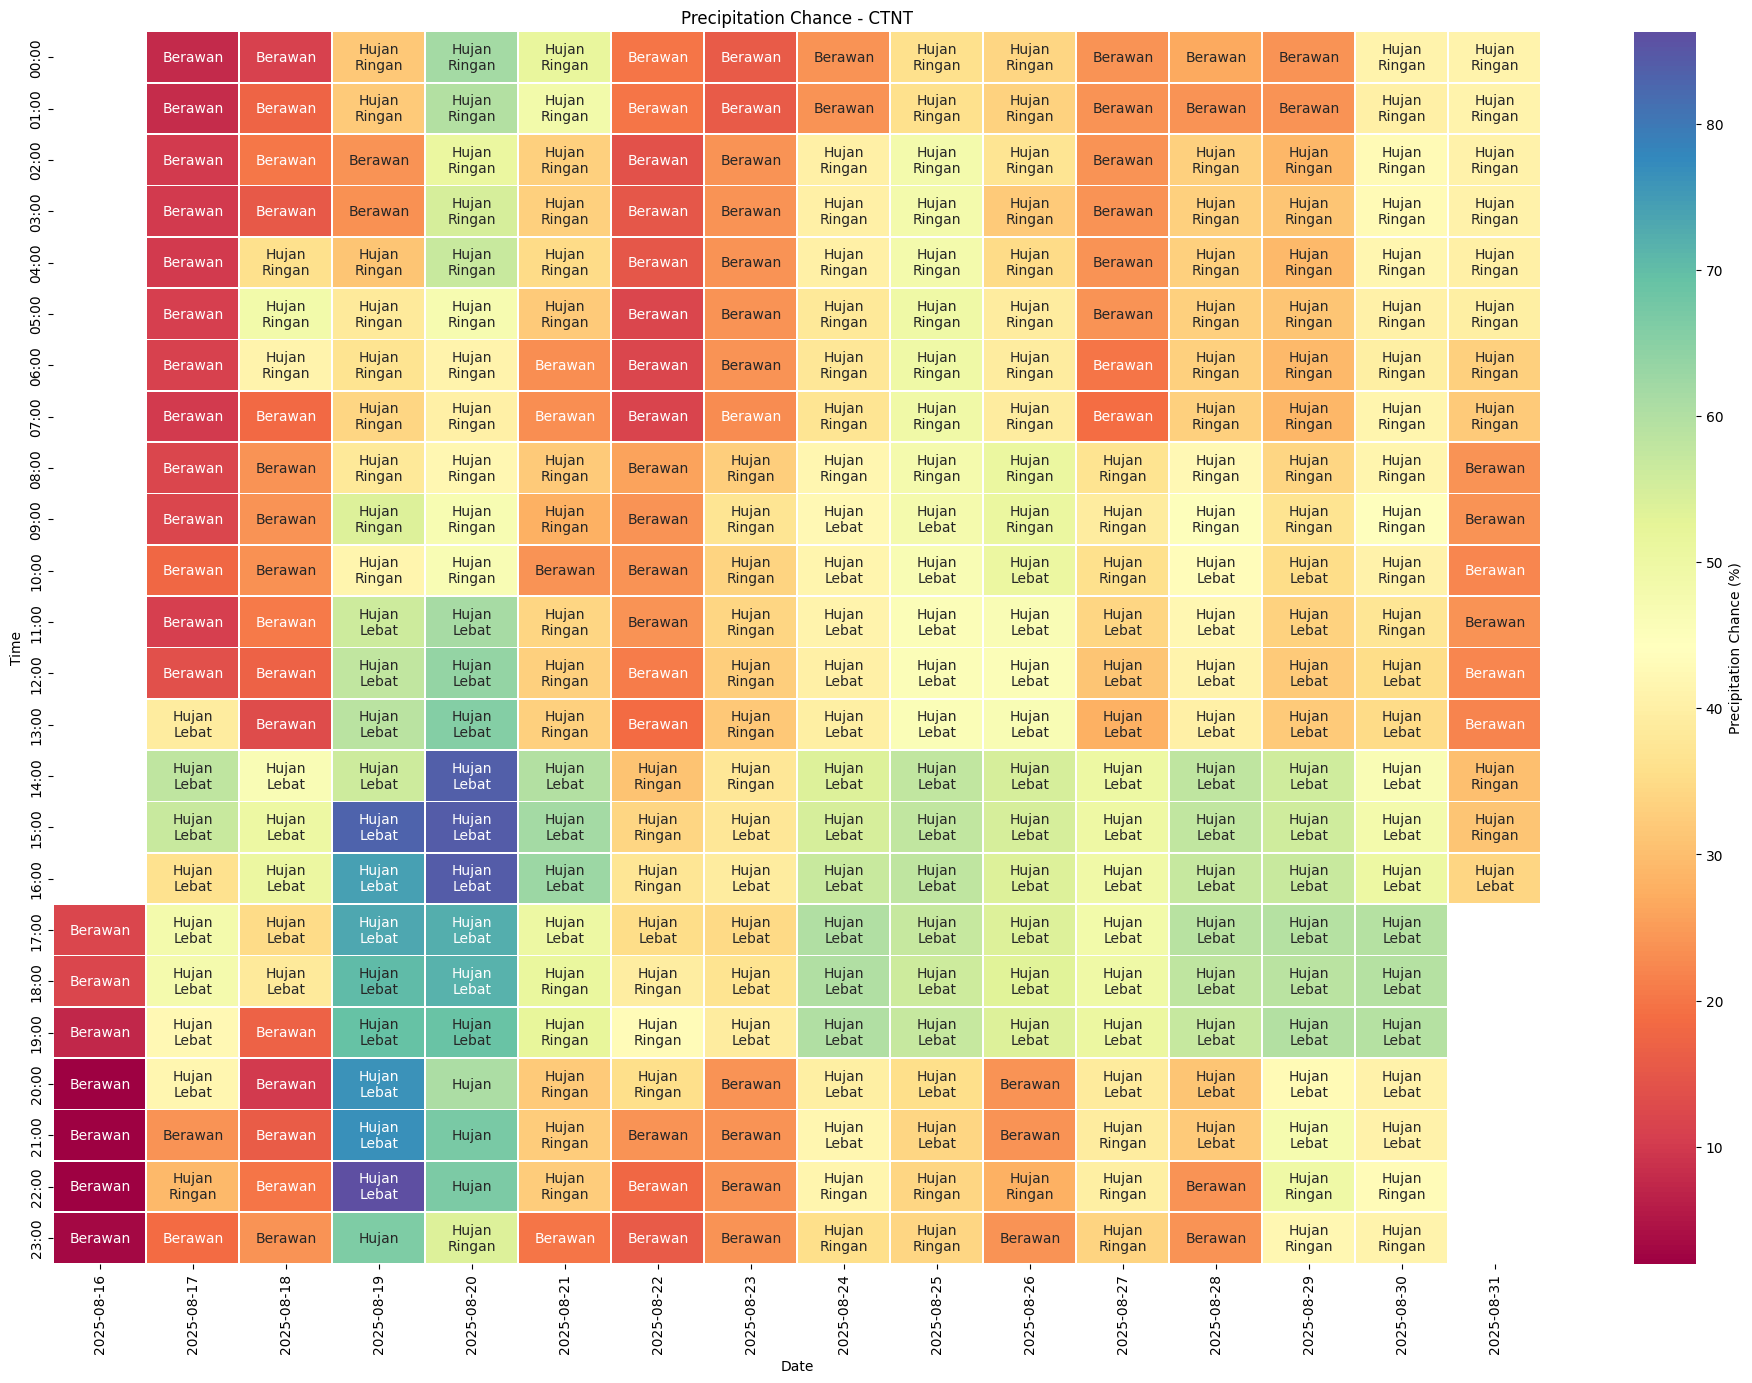 Precipitation Chance - CTNT
00:00 Berawan Berawan Hujan Ringan Hujan Ringan Hujan Ringan Berawan Berawan Berawan Hujan Ringan Hujan Ringan Berawan Berawan Berawan Hujan Ringan Hujan Ringan
01:00 Berawan Berawan Hujan Ringan Hujan Ringan Hujan Ringan Berawan Berawan Berawan Hujan Ringan Hujan Ringan Berawan Berawan Berawan Hujan Ringan Hujan Ringan
02:00 Berawan Berawan Berawan Hujan Ringan Hujan Ringan Berawan Berawan Hujan Ringan Hujan Ringan Hujan Ringan Berawan Hujan Ringan Hujan Ringan Hujan Ringan Hujan Ringan
03:00 Berawan Berawan Berawan Hujan Ringan Hujan Ringan Berawan Berawan Hujan Ringan Hujan Ringan Hujan Ringan Berawan Hujan Ringan Hujan Ringan Hujan Ringan Hujan Ringan
04:00 Berawan Hujan Ringan Hujan Ringan Hujan Ringan Hujan Ringan Berawan Berawan Hujan Ringan Hujan Ringan Hujan Ringan Berawan Hujan Ringan Hujan Ringan Hujan Ringan Hujan Ringan
05:00 Berawan Hujan Ringan Hujan Ringan Hujan Ringan Hujan Ringan Berawan Berawan Hujan Ringan Hujan Ringan Hujan Ringan Berawan Hujan Ringan Hujan Ringan Hujan Ringan Hujan Ringan
06:00 Berawan Hujan Ringan Hujan Ringan Hujan Ringan Berawan Berawan Berawan Hujan Ringan Hujan Ringan Hujan Ringan Berawan Hujan Ringan Hujan Ringan Hujan Ringan Hujan Ringan
07:00 Berawan Berawan Hujan Ringan Hujan Ringan Berawan Berawan Berawan Hujan Ringan Hujan Ringan Hujan Ringan Berawan Hujan Ringan Hujan Ringan Hujan Ringan Hujan Ringan
08:00 Berawan Berawan Hujan Ringan Hujan Ringan Hujan Ringan Berawan Hujan Ringan Hujan Ringan Hujan Ringan Hujan Ringan Hujan Ringan Hujan Ringan Hujan Ringan Hujan Ringan Berawan
09:00 Berawan Berawan Hujan Ringan Hujan Ringan Hujan Ringan Berawan Hujan Ringan Hujan Lebat Hujan Lebat Hujan Ringan Hujan Ringan Hujan Ringan Hujan Ringan Hujan Ringan Berawan
10:00 Berawan Berawan Hujan Ringan Hujan Ringan Berawan Berawan Hujan Ringan Hujan Lebat Hujan Lebat Hujan Lebat Hujan Ringan Hujan Lebat Hujan Lebat Hujan Ringan Berawan
11:00 Berawan Berawan Hujan Lebat Hujan Lebat Hujan Ringan Berawan Hujan Ringan Hujan Lebat Hujan Lebat Hujan Lebat Hujan Lebat Hujan Lebat Hujan Lebat Hujan Ringan Berawan
12:00 Berawan Berawan Hujan Lebat Hujan Lebat Hujan Ringan Berawan Hujan Ringan Hujan Lebat Hujan Lebat Hujan Lebat Hujan Lebat Hujan Lebat Hujan Lebat Hujan Lebat Berawan
13:00 Hujan Lebat Berawan Hujan Lebat Hujan Lebat Hujan Ringan Berawan Hujan Ringan Hujan Lebat Hujan Lebat Hujan Lebat Hujan Lebat Hujan Lebat Hujan Lebat Hujan Lebat Berawan
14:00 Hujan Lebat Hujan Lebat Hujan Lebat Hujan Lebat Hujan Lebat Hujan Ringan Hujan Ringan Hujan Lebat Hujan Lebat Hujan Lebat Hujan Lebat Hujan Lebat Hujan Lebat Hujan Lebat Hujan Ringan
15:00 Hujan Lebat Hujan Lebat Hujan Lebat Hujan Lebat Hujan Lebat Hujan Ringan Hujan Lebat Hujan Lebat Hujan Lebat Hujan Lebat Hujan Lebat Hujan Lebat Hujan Lebat Hujan Lebat Hujan Ringan
16:00 Hujan Lebat Hujan Lebat Hujan Lebat Hujan Lebat Hujan Lebat Hujan Ringan Hujan Lebat Hujan Lebat Hujan Lebat Hujan Lebat Hujan Lebat Hujan Lebat Hujan Lebat Hujan Lebat Hujan Lebat
17:00 Berawan Hujan Lebat Hujan Lebat Hujan Lebat Hujan Lebat Hujan Lebat Hujan Lebat Hujan Lebat Hujan Lebat Hujan Lebat Hujan Lebat Hujan Lebat Hujan Lebat Hujan Lebat Hujan Lebat
18:00 Berawan Hujan Lebat Hujan Lebat Hujan Lebat Hujan Lebat Hujan Ringan Hujan Ringan Hujan Lebat Hujan Lebat Hujan Lebat Hujan Lebat Hujan Lebat Hujan Lebat Hujan Lebat Hujan Lebat
19:00 Berawan Hujan Lebat Berawan Hujan Lebat Hujan Lebat Hujan Ringan Hujan Ringan Hujan Lebat Hujan Lebat Hujan Lebat Hujan Lebat Hujan Lebat Hujan Lebat Hujan Lebat Hujan Lebat
20:00 Berawan Hujan Lebat Berawan Hujan Lebat Hujan Hujan Ringan Hujan Ringan Berawan Hujan Lebat Hujan Lebat Berawan Hujan Lebat Hujan Lebat Hujan Lebat Hujan Lebat
21:00 Berawan Berawan Berawan Hujan Lebat Hujan Hujan Ringan Berawan Berawan Hujan Lebat Hujan Lebat Berawan Hujan Ringan Hujan Lebat Hujan Lebat Hujan Lebat
22:00 Berawan Hujan Ringan Berawan Hujan Lebat Hujan Hujan Ringan Berawan Berawan Hujan Ringan Hujan Ringan Hujan Ringan Hujan Ringan Berawan Hujan Ringan Hujan Ringan
23:00 Berawan Berawan Berawan Hujan Hujan Ringan Berawan Berawan Berawan Hujan Ringan Hujan Ringan Berawan Hujan Ringan Berawan Hujan Ringan Hujan Ringan
Time
2025-08-16 2025-08-17 2025-08-18 2025-08-19 2025-08-20 2025-08-21 2025-08-22 2025-08-23 2025-08-24 2025-08-25 2025-08-26 2025-08-27 2025-08-28 2025-08-29 2025-08-30 2025-08-31
Date
80
70
60
50
40
30
20
10
Precipitation Chance (%)